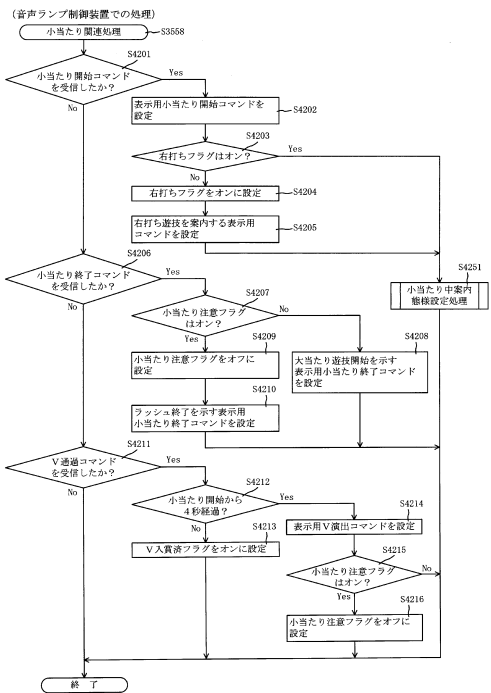 (音声ランプ制御装置での処理)
小当たり関連処理
S3558
S4201
小当たり開始コマンド
を受信したか？
Yes
No
表示用小当たり開始コマンドを
設定
S4202
S4203
右打ちフラグはオン？
Yes
No
右打ちフラグをオンに設定
S4204
右打ち遊技を案内する表示用
コマンドを設定
S4205
S4206
小当たり終了コマンド
を受信したか？
Yes
No
S4251
小当たり中案内
態様設定処理
S4207
小当たり注意フラグ
はオン？
No
Yes
S4208
大当たり遊技開始を示す
表示用小当たり終了コマンド
を設定
S4209
小当たり注意フラグをオフに
設定
S4210
ラッシュ終了を示す表示用
小当たり終了コマンドを設定
S4211
V通過コマンド
を受信したか？
Yes
No
S4212
小当たり開始から
4秒経過？
Yes
No
S4213
V入賞済フラグをオンに設定
S4214
表示用V演出コマンドを設定
S4215
小当たり注意フラグ
はオン？
No
Yes
S4216
小当たり注意フラグをオフに
設定
終 了